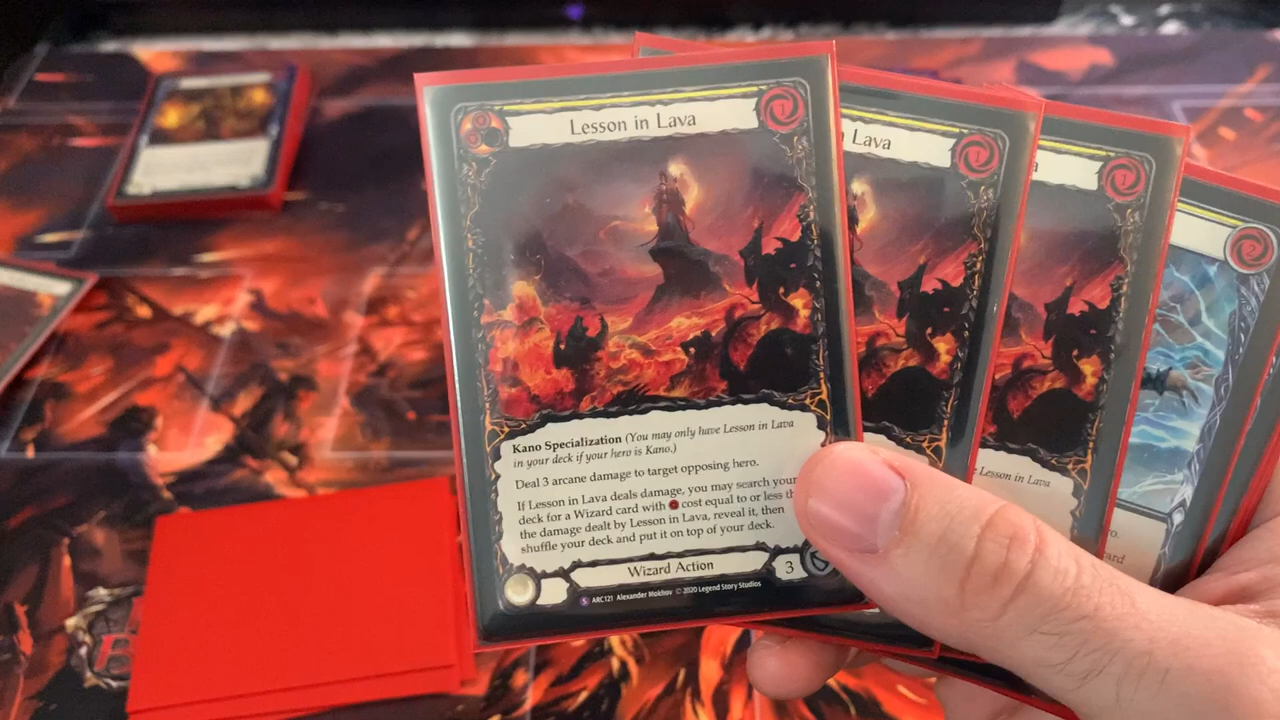 Lesson in Lava
1
Kano Specialization (You may only have Lesson in Lava
in your deck if your hero is Kano.)
Deal 3 arcane damage to target opposing hero.
If Lesson in Lava deals damage, you may search your
deck for a Wizard card with cost equal to or less
the damage dealt by Lesson in Lava, reveal it, then
shuffle your deck and put it on top of your deck.
Wizard Action
3
S ARC121 Alexander Mokhov © 2020 Legend Story Studios
n Lava
1
a
1
Lesson in Lava
1